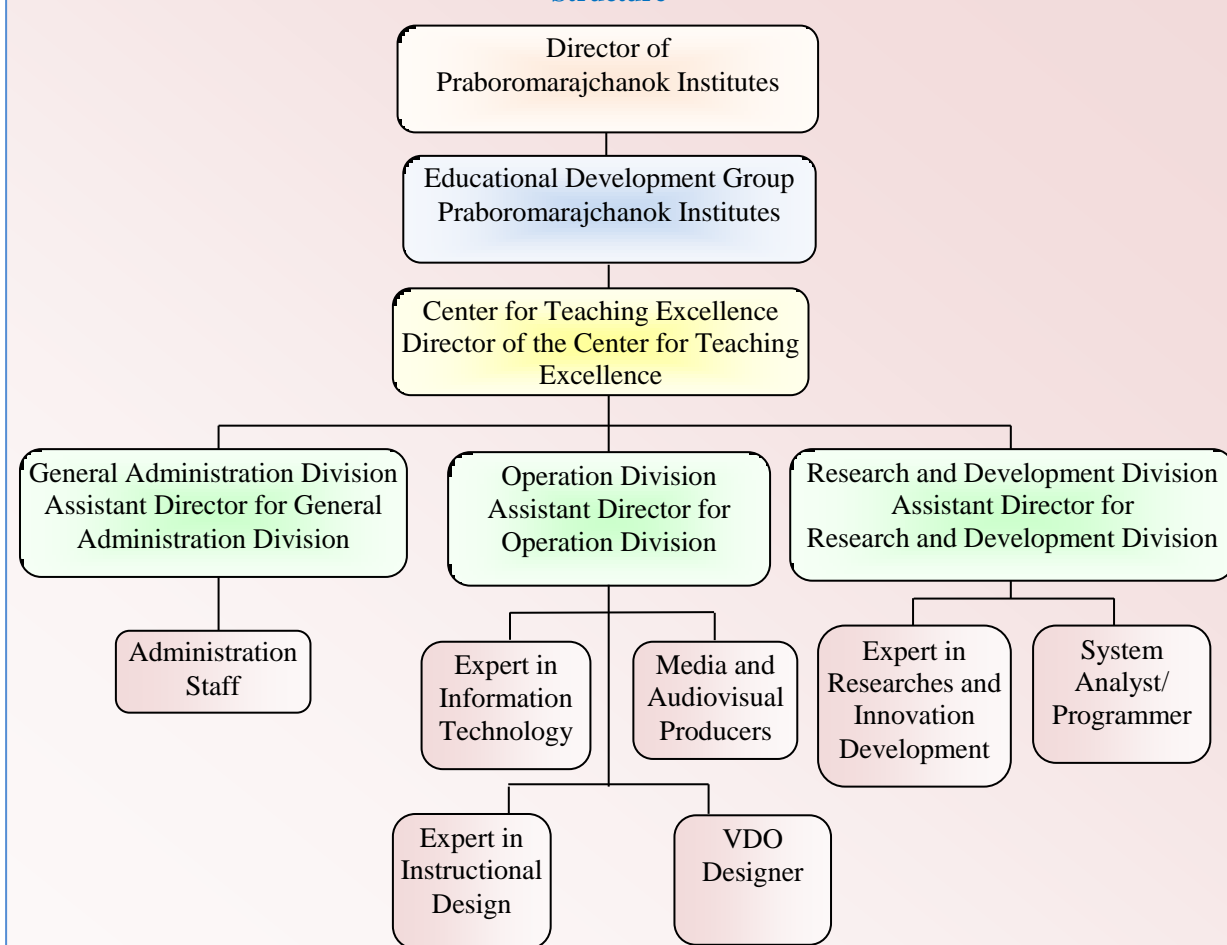 Structure
Director of
Praboromarajchanok Institutes
Educational Development Group
Praboromarajchanok Institutes
Center for Teaching Excellence
Director of the Center for Teaching
Excellence
General Administration Division
Assistant Director for General
Administration Division
Operation Division
Assistant Director for
Operation Division
Research and Development Division
Assistant Director for
Research and Development Division
Administration
Staff
Expert in
Information
Technology
Media and
Audiovisual
Producers
Expert in
Researches and
Innovation
Development
System
Analyst/
Programmer
Expert in
Instructional
Design
VDO
Designer